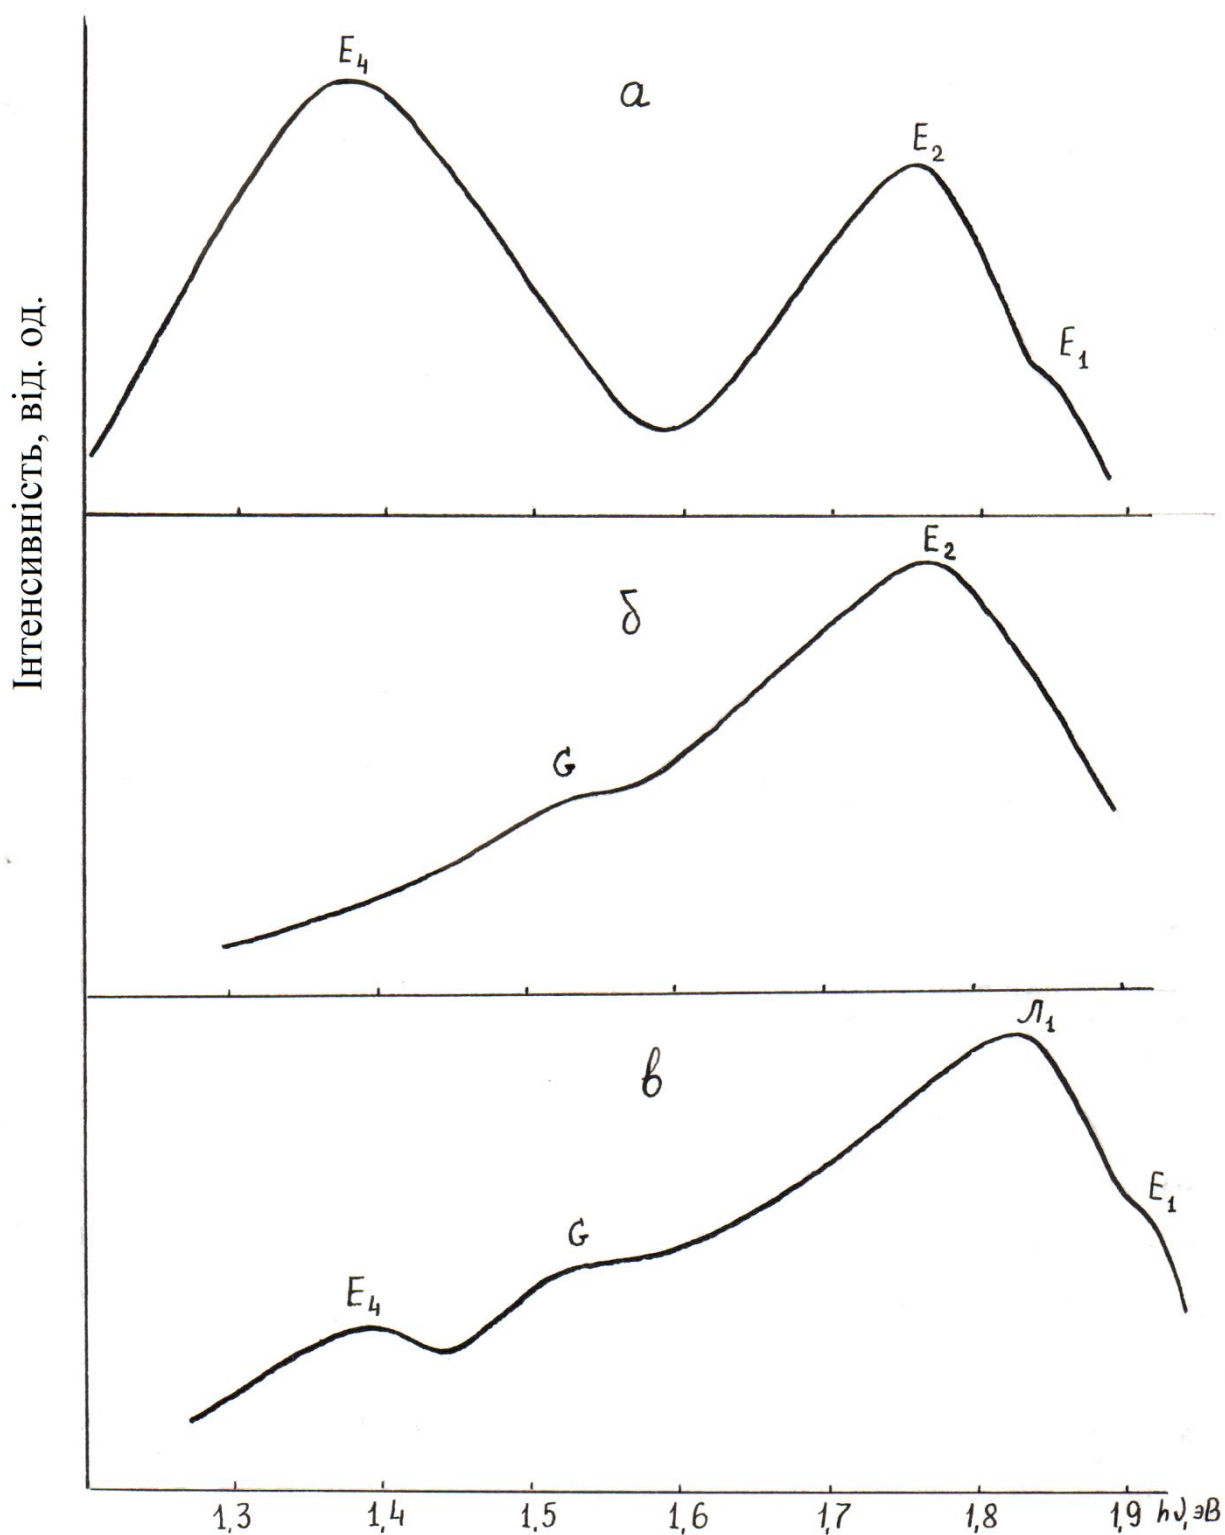 Інтенсивність, від. од.
E₄
а
E₂
E₁
E₂
б
G
Л₁
в
E₁
G
E₄
1,3 1,4 1,5 1,6 1,7 1,8 1,9 hν, эВ